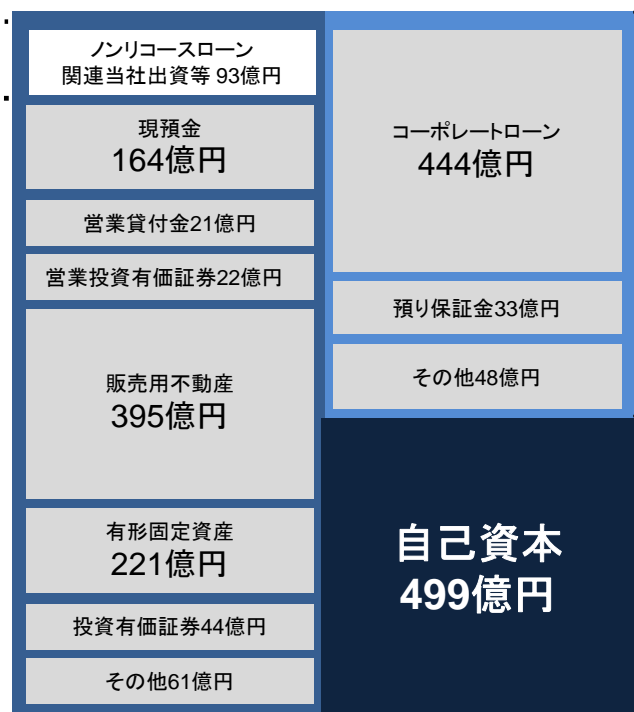 ノンリコースローン
関連当社出資等 93億円
現預金
164億円
営業貸付金21億円
営業投資有価証券22億円
販売用不動産
395億円
有形固定資産
221億円
投資有価証券44億円
その他61億円
コーポレートローン
444億円
預り保証金33億円
その他48億円
自己資本
499億円